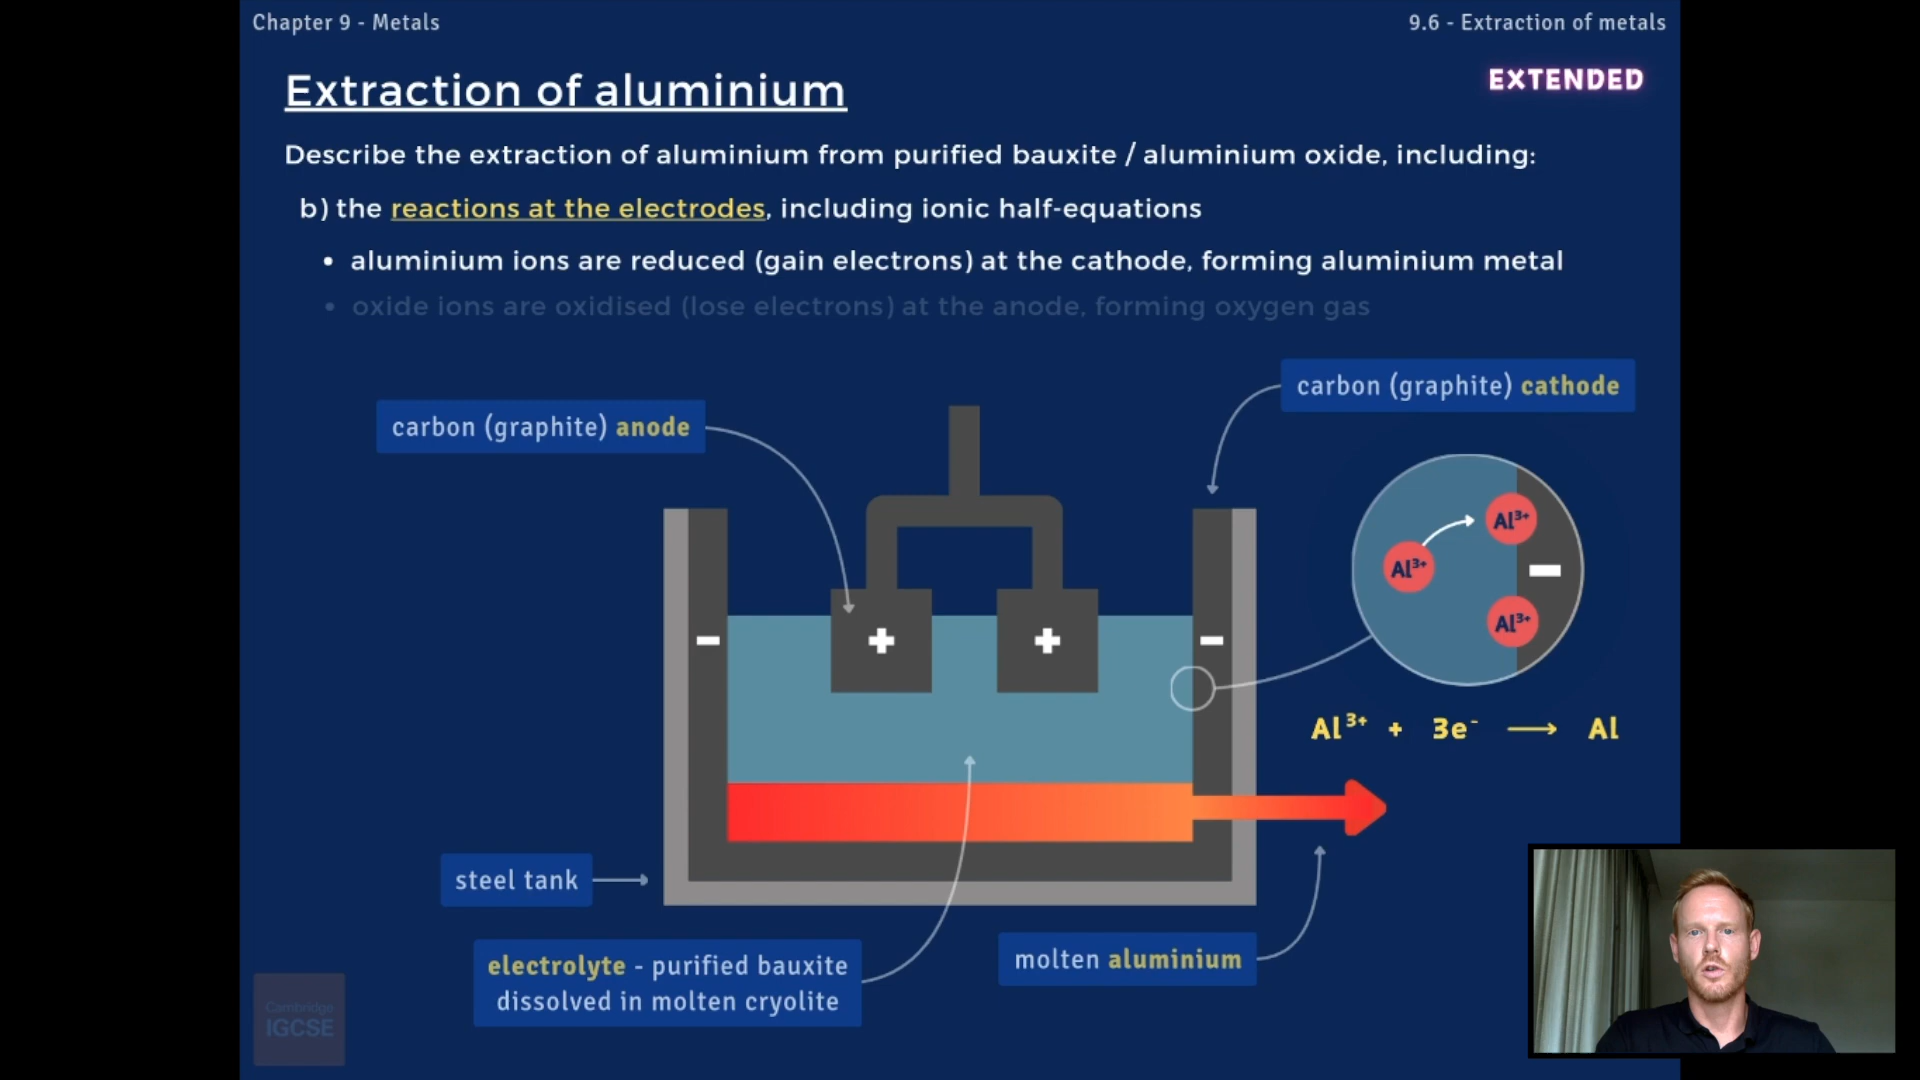 Chapter 9 - Metals
9.6 - Extraction of metals
EXTENDED
Extraction of aluminium
Describe the extraction of aluminium from purified bauxite / aluminium oxide, including:
b) the reactions at the electrodes, including ionic half-equations
• aluminium ions are reduced (gain electrons) at the cathode, forming aluminium metal
• oxide ions are oxidised (lose electrons) at the anode, forming oxygen gas
carbon (graphite) cathode
carbon (graphite) anode
Al³⁺
Al³⁺
Al³⁺
−
− + + −
Al³⁺ + 3e⁻ ⟶ Al
steel tank
electrolyte - purified bauxite
dissolved in molten cryolite
molten aluminium
Cambridge
IGCSE